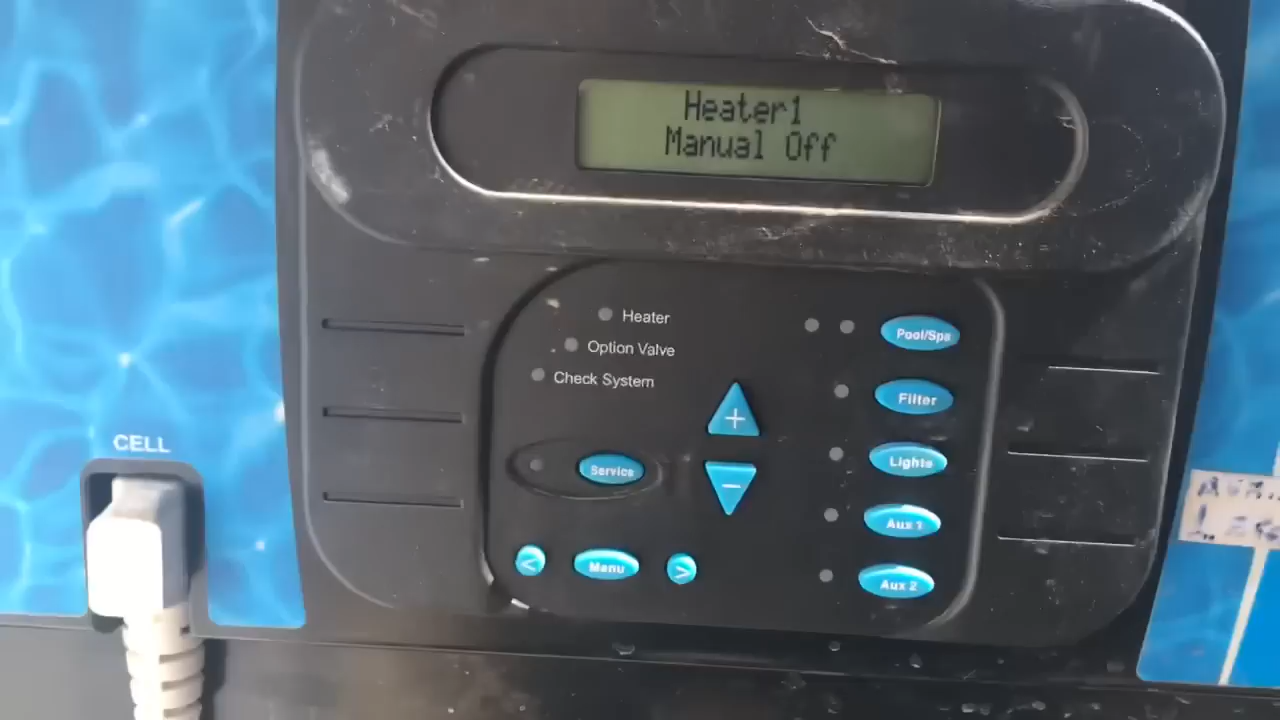 Heater1
Manual Off
Heater
Option Valve
Check System
Pool/Spa
Filter
Lights
Aux 1
Aux 2
+
−
Service
< Menu >
CELL